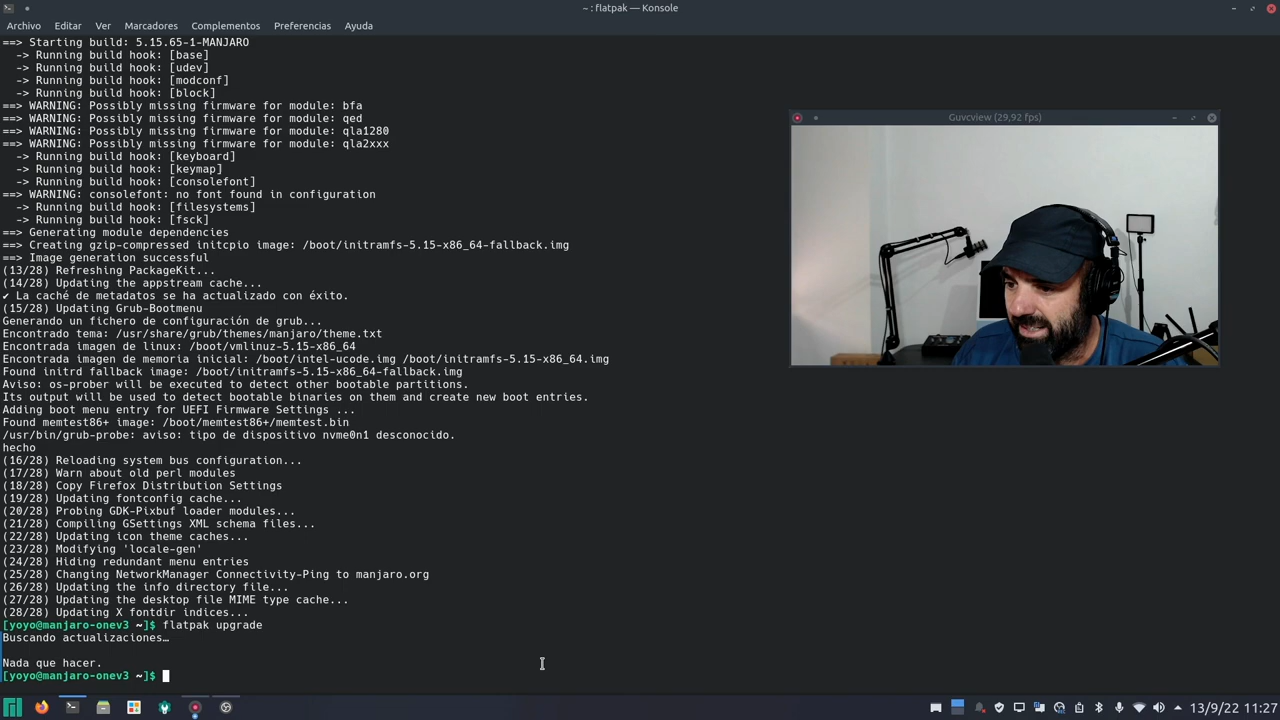 ~ : flatpak — Konsole
Archivo Editar Ver Marcadores Complementos Preferencias Ayuda
==> Starting build: 5.15.65-1-MANJARO
-> Running build hook: [base]
-> Running build hook: [udev]
-> Running build hook: [modconf]
-> Running build hook: [block]
==> WARNING: Possibly missing firmware for module: bfa
==> WARNING: Possibly missing firmware for module: qed
==> WARNING: Possibly missing firmware for module: qla1280
==> WARNING: Possibly missing firmware for module: qla2xxx
-> Running build hook: [keyboard]
-> Running build hook: [keymap]
-> Running build hook: [consolefont]
==> WARNING: consolefont: no font found in configuration
-> Running build hook: [filesystems]
-> Running build hook: [fsck]
==> Generating module dependencies
==> Creating gzip-compressed initcpio image: /boot/initramfs-5.15-x86_64-fallback.img
==> Image generation successful
(13/28) Refreshing PackageKit...
(14/28) Updating the appstream cache...
✔ La caché de metadatos se ha actualizado con éxito.
(15/28) Updating Grub-Bootmenu
Generando un fichero de configuración de grub...
Encontrado tema: /usr/share/grub/themes/manjaro/theme.txt
Encontrada imagen de linux: /boot/vmlinuz-5.15-x86_64
Encontrada imagen de memoria inicial: /boot/intel-ucode.img /boot/initramfs-5.15-x86_64.img
Found initrd fallback image: /boot/initramfs-5.15-x86_64-fallback.img
Aviso: os-prober will be executed to detect other bootable partitions.
Its output will be used to detect bootable binaries on them and create new boot entries.
Adding boot menu entry for UEFI Firmware Settings ...
Found memtest86+ image: /boot/memtest86+/memtest.bin
/usr/bin/grub-probe: aviso: tipo de dispositivo nvme0n1 desconocido.
hecho
(16/28) Reloading system bus configuration...
(17/28) Warn about old perl modules
(18/28) Copy Firefox Distribution Settings
(19/28) Updating fontconfig cache...
(20/28) Probing GDK-Pixbuf loader modules...
(21/28) Compiling GSettings XML schema files...
(22/28) Updating icon theme caches...
(23/28) Modifying 'locale-gen'
(24/28) Hiding redundant menu entries
(25/28) Changing NetworkManager Connectivity-Ping to manjaro.org
(26/28) Updating the info directory file...
(27/28) Updating the desktop file MIME type cache...
(28/28) Updating X fontdir indices...
[yoyo@manjaro-onev3 ~]$ flatpak upgrade
Buscando actualizaciones…
Nada que hacer.
[yoyo@manjaro-onev3 ~]$
Guvcview (29,92 fps)
13/9/22 11:27